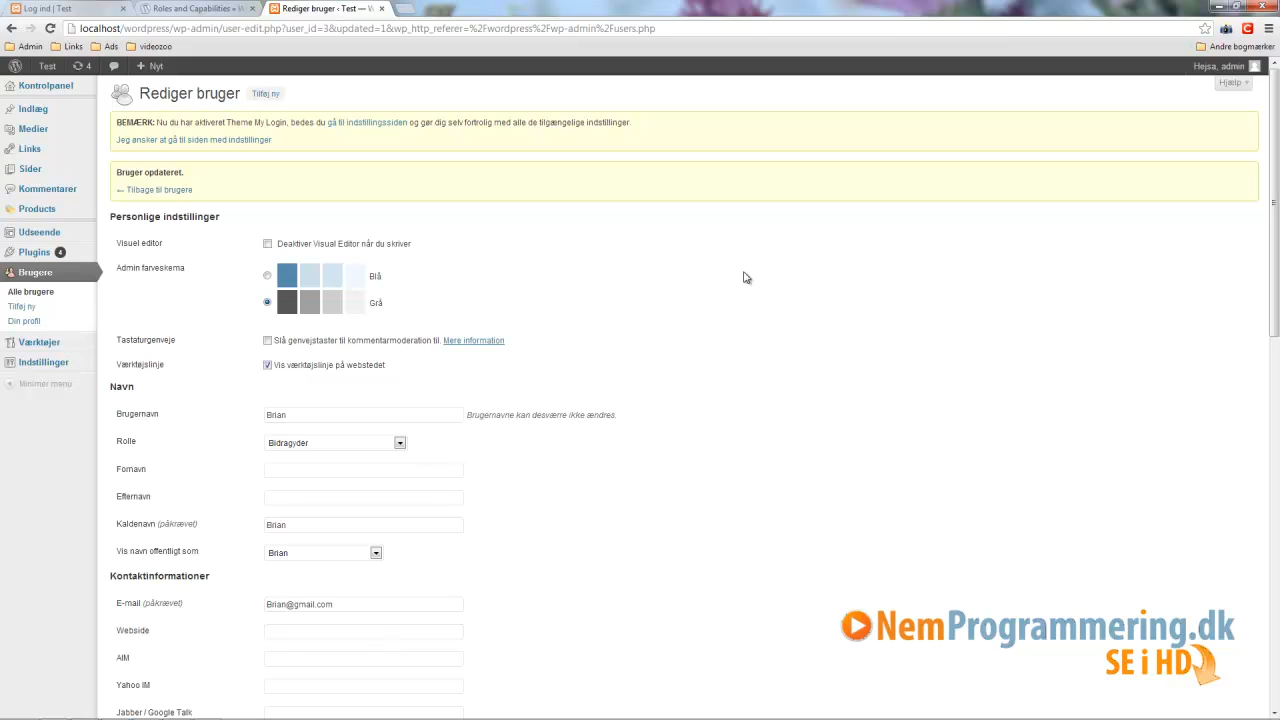 Log ind | Test
Roles and Capabilities « W
Rediger bruger ‹ Test — W
localhost/wordpress/wp-admin/user-edit.php?user_id=3&updated=1&wp_http_referer=%2Fwordpress%2Fwp-admin%2Fusers.php
Admin Links Ads videozoo Andre bogmærker
Test 4 + Nyt Hejsa, admin
Kontrolpanel
Indlæg
Medier
Links
Sider
Kommentarer
Products
Udseende
Plugins 4
Brugere
Alle brugere
Tilføj ny
Din profil
Værktøjer
Indstillinger
Minimer menu
Hjælp
Rediger bruger Tilføj ny
BEMÆRK: Nu du har aktiveret Theme My Login, bedes du gå til indstillingssiden og gør dig selv fortrolig med alle de tilgængelige indstillinger.
Jeg ønsker at gå til siden med indstillinger
Bruger opdateret.
← Tilbage til brugere
Personlige indstillinger
Visuel editor Deaktiver Visual Editor når du skriver
Admin farveskema Blå
Grå
Tastaturgenveje Slå genvejstaster til kommentarmoderation til. Mere information
Værktøjslinje Vis værktøjslinje på webstedet
Navn
Brugernavn Brian Brugernavne kan desværre ikke ændres.
Rolle Bidragyder
Fornavn
Efternavn
Kaldenavn (påkrævet) Brian
Vis navn offentligt som Brian
Kontaktinformationer
E-mail (påkrævet) Brian@gmail.com
Webside
AIM
Yahoo IM
Jabber / Google Talk
NemProgrammering.dk
SE i HD